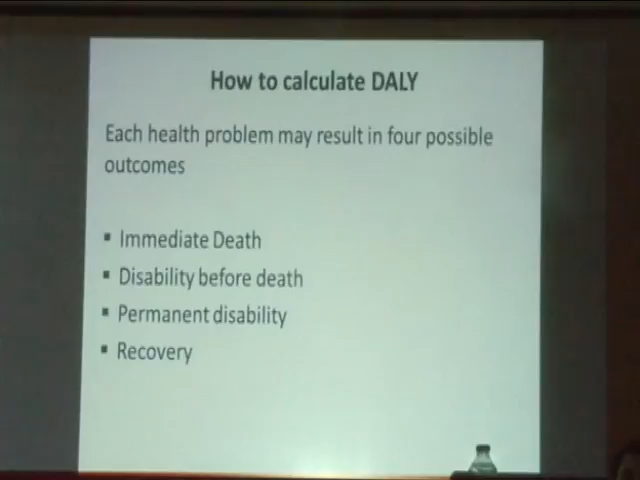 How to calculate DALY
Each health problem may result in four possible
outcomes
▪ Immediate Death
▪ Disability before death
▪ Permanent disability
▪ Recovery